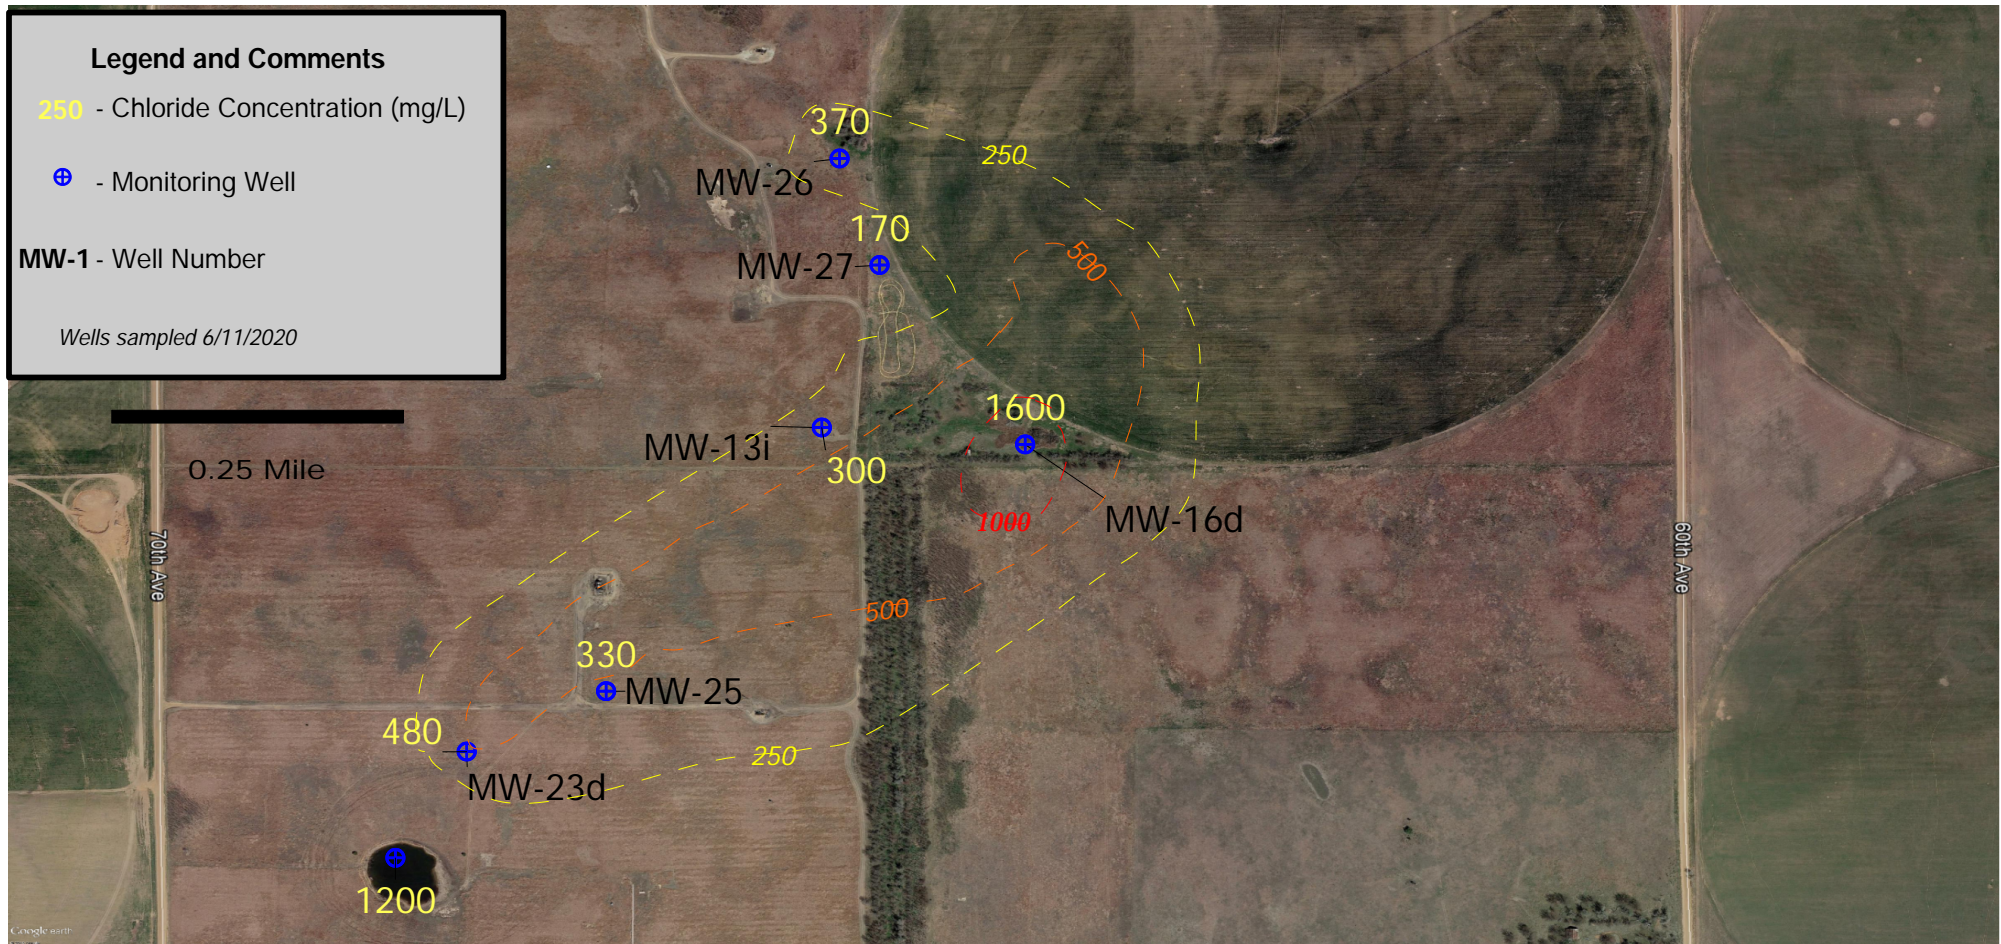 Legend and Comments
250 - Chloride Concentration (mg/L)
- Monitoring Well
MW-1 - Well Number
Wells sampled 6/11/2020
0.25 Mile
370
250
MW-26
170
MW-27
500
1600
MW-13i
300
1000
MW-16d
70th Ave
60th Ave
500
330
MW-25
480
250
MW-23d
1200
Google earth